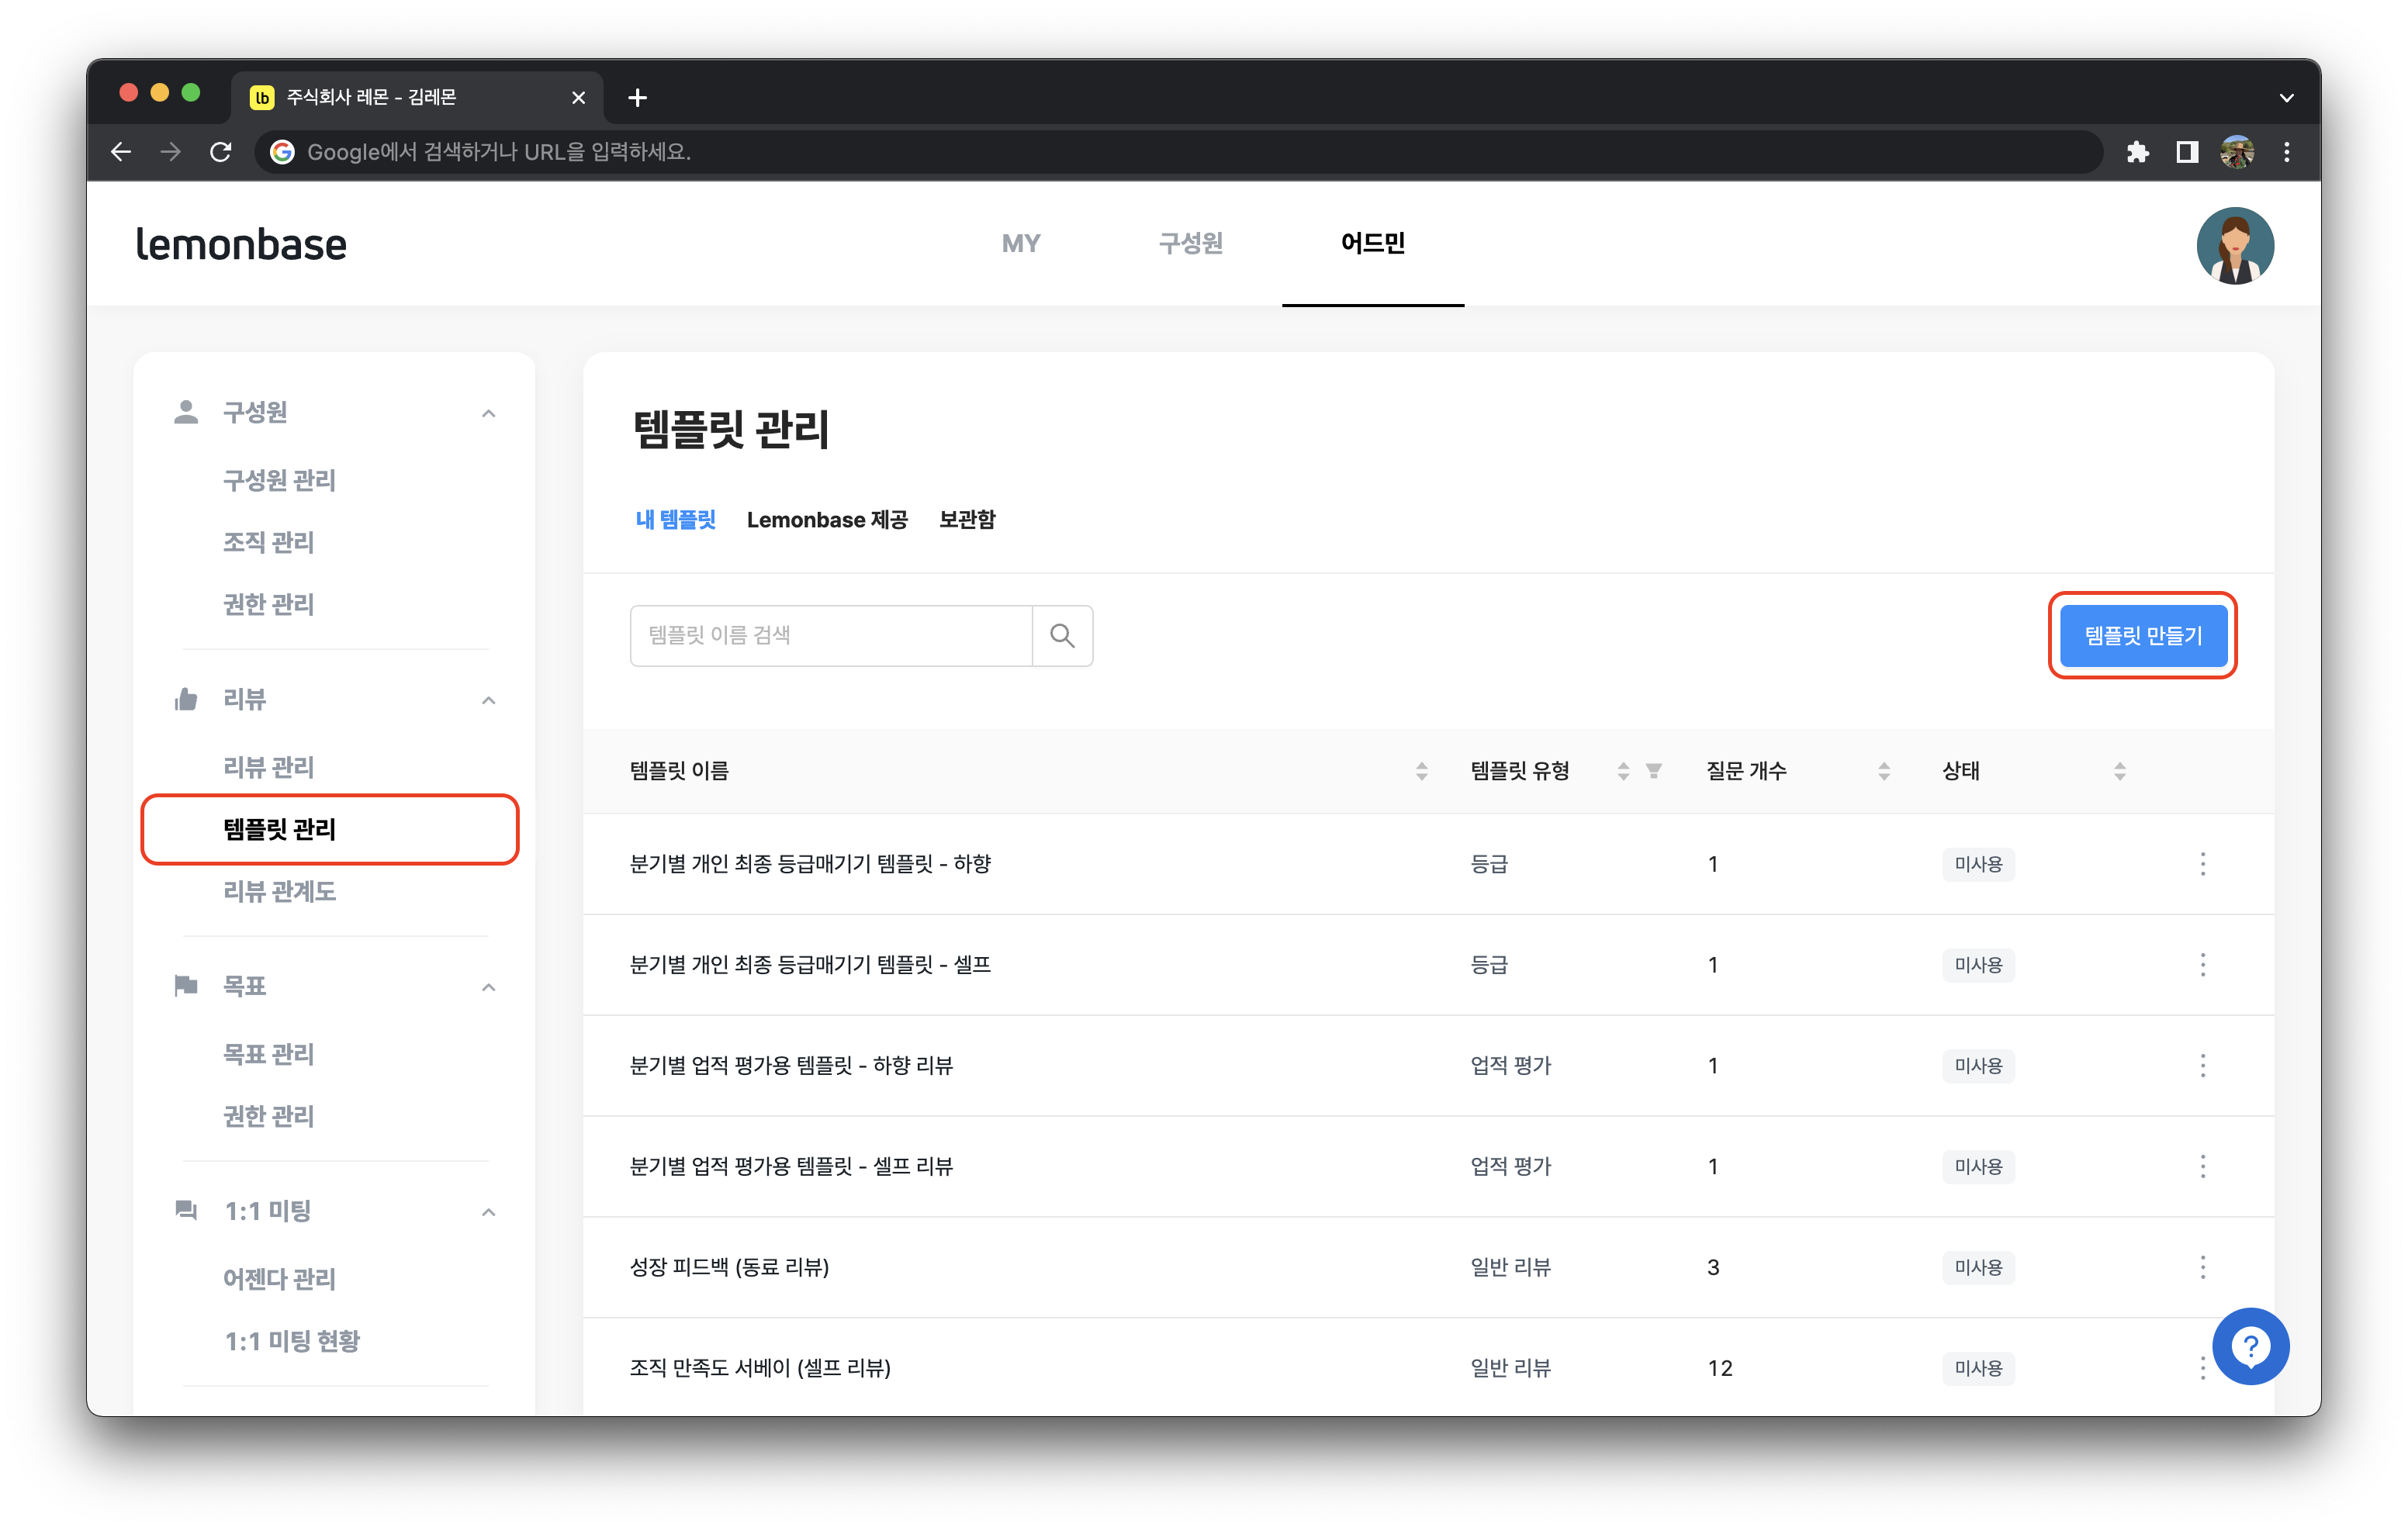 lb 주식회사 레몬 - 김레몬
Google에서 검색하거나 URL을 입력하세요.
lemonbase
MY 구성원 어드민
구성원
구성원 관리
조직 관리
권한 관리
리뷰
리뷰 관리
템플릿 관리
리뷰 관계도
목표
목표 관리
권한 관리
1:1 미팅
어젠다 관리
1:1 미팅 현황
템플릿 관리
내 템플릿 Lemonbase 제공 보관함
템플릿 이름 검색
템플릿 만들기
템플릿 이름 템플릿 유형 질문 개수 상태
분기별 개인 최종 등급매기기 템플릿 - 하향 등급 1 미사용
분기별 개인 최종 등급매기기 템플릿 - 셀프 등급 1 미사용
분기별 업적 평가용 템플릿 - 하향 리뷰 업적 평가 1 미사용
분기별 업적 평가용 템플릿 - 셀프 리뷰 업적 평가 1 미사용
성장 피드백 (동료 리뷰) 일반 리뷰 3 미사용
조직 만족도 서베이 (셀프 리뷰) 일반 리뷰 12 미사용
?